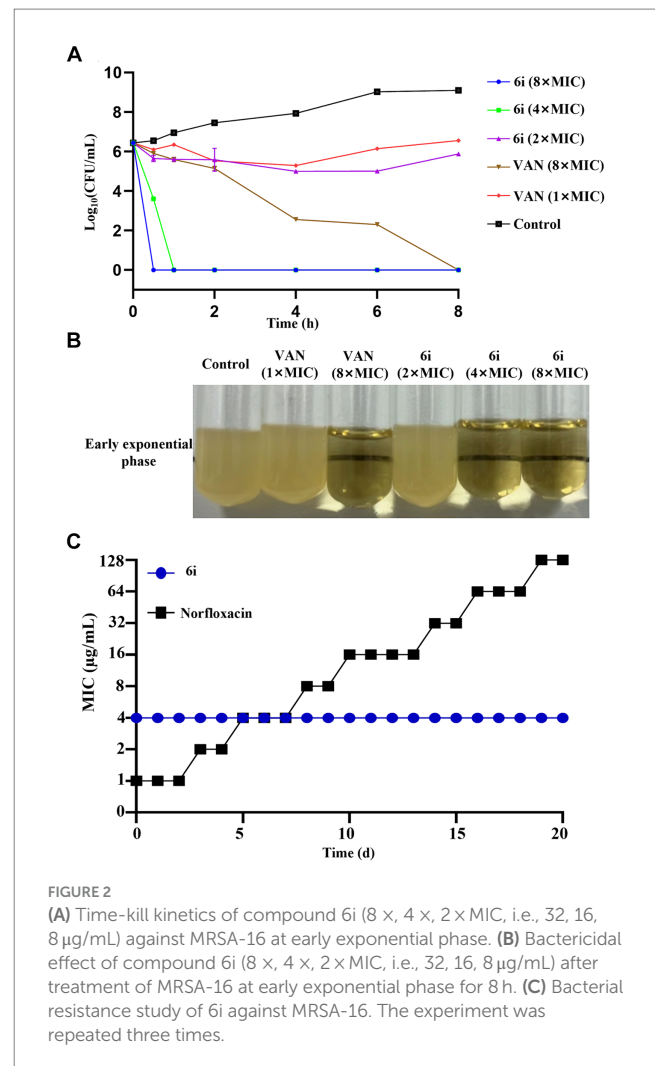 A
10
8
6
4
2
0
Log10(CFU/mL)
0
2
4
6
8
Time (h)
6i (8×MIC)
6i (4×MIC)
6i (2×MIC)
VAN (8×MIC)
VAN (1×MIC)
Control
B
Control
VAN
(1×MIC)
VAN
(8×MIC)
6i
(2×MIC)
6i
(4×MIC)
6i
(8×MIC)
Early exponential
phase
C
128
64
32
16
8
4
2
1
0
MIC (μg/mL)
6i
Norfloxacin
0
5
10
15
20
Time (d)
FIGURE 2
(A) Time-kill kinetics of compound 6i (8 ×, 4 ×, 2 × MIC, i.e., 32, 16,
8 μg/mL) against MRSA-16 at early exponential phase. (B) Bactericidal
effect of compound 6i (8 ×, 4 ×, 2 × MIC, i.e., 32, 16, 8 μg/mL) after
treatment of MRSA-16 at early exponential phase for 8 h. (C) Bacterial
resistance study of 6i against MRSA-16. The experiment was
repeated three times.